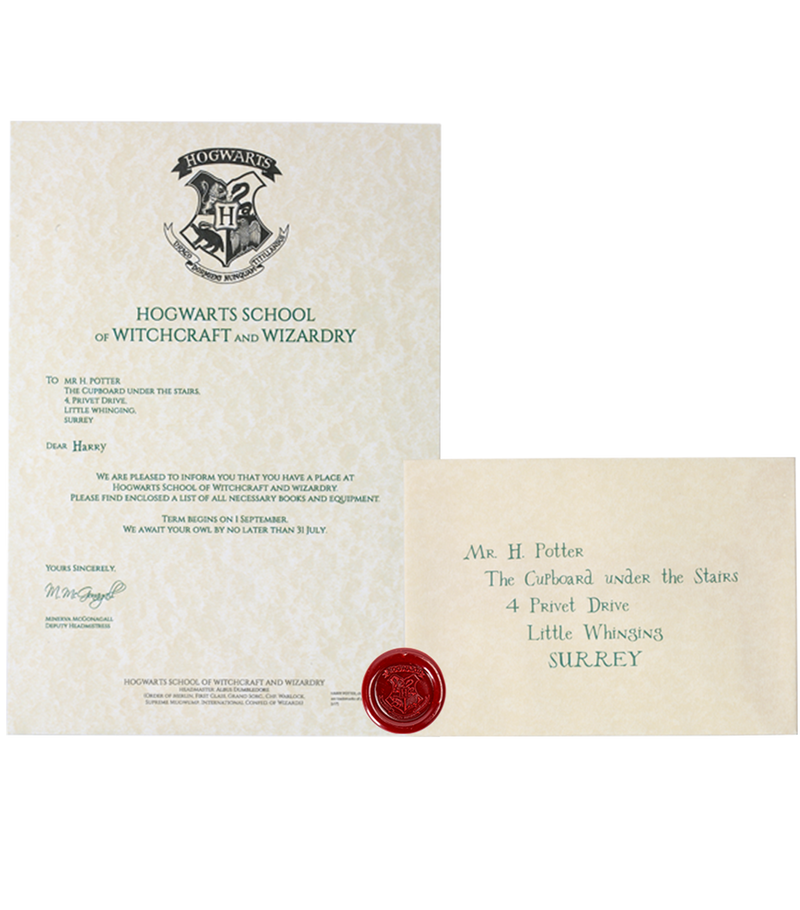 HOGWARTS
H
DRACO DORMIENS NUNQUAM TITILLANDUS
HOGWARTS SCHOOL
OF WITCHCRAFT AND WIZARDRY
TO MR H. POTTER
THE CUPBOARD UNDER THE STAIRS,
4, PRIVET DRIVE,
LITTLE WHINGING,
SURREY
DEAR Harry
WE ARE PLEASED TO INFORM YOU THAT YOU HAVE A PLACE AT
HOGWARTS SCHOOL OF WITCHCRAFT AND WIZARDRY.
PLEASE FIND ENCLOSED A LIST OF ALL NECESSARY BOOKS AND EQUIPMENT.
TERM BEGINS ON 1 SEPTEMBER.
WE AWAIT YOUR OWL BY NO LATER THAN 31 JULY.
YOURS SINCERELY,
M. McGonagall
MINERVA MCGONAGALL
DEPUTY HEADMISTRESS
HOGWARTS SCHOOL OF WITCHCRAFT AND WIZARDRY
HEADMASTER: ALBUS DUMBLEDORE
(ORDER OF MERLIN, FIRST CLASS, GRAND SORC., CHF. WARLOCK,
SUPREME MUGWUMP, INTERNATIONAL CONFED. OF WIZARDS)
Mr. H. Potter
The Cupboard under the Stairs
4 Privet Drive
Little Whinging
SURREY
HOGWARTS